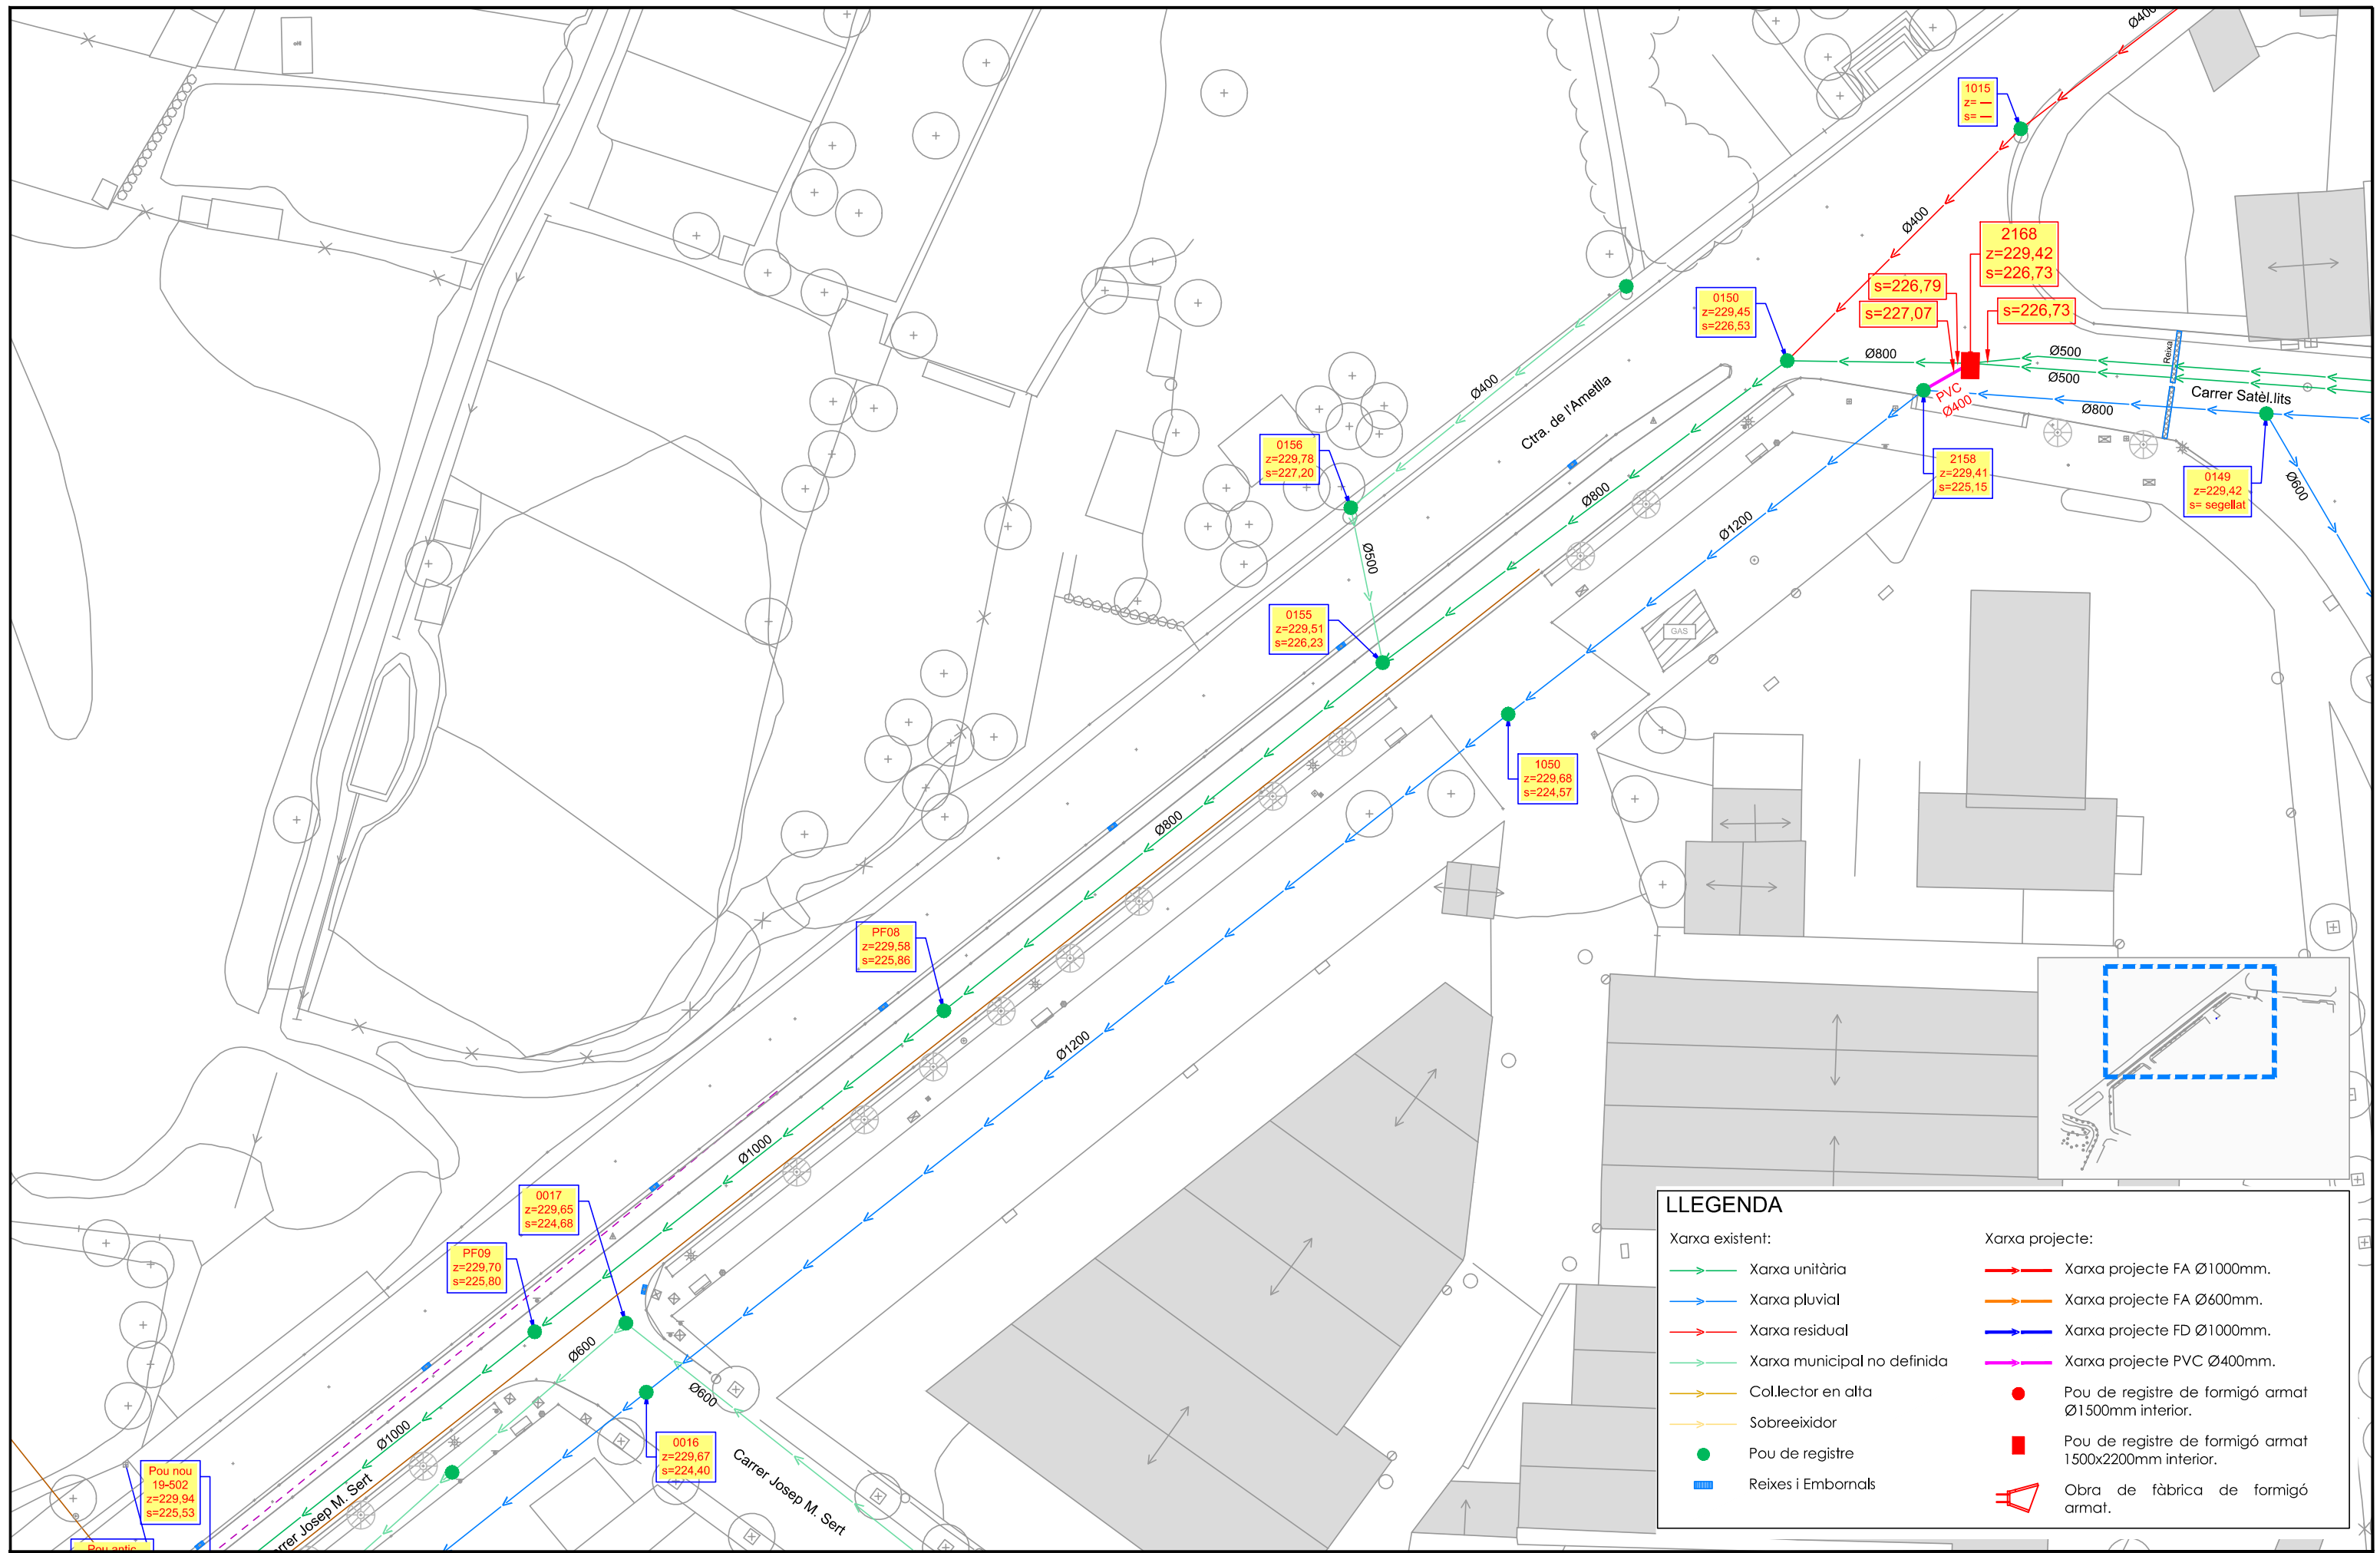 Ø400
1015
z= —
s= —
Ø400
2168
z=229,42
s=226,73
s=226,79
s=227,07
s=226,73
0150
z=229,45
s=226,53
Ø800
Ø500
Ø500
Reixa
Carrer Satèl.lits
Ø800
PVC
Ø400
Ø400
Ctra. de l'Ametlla
0156
z=229,78
s=227,20
2158
z=229,41
s=225,15
0149
z=229,42
s= segellat
Ø600
Ø800
Ø1200
Ø500
0155
z=229,51
s=226,23
GAS
1050
z=229,68
s=224,57
Ø800
PF08
z=229,58
s=225,86
Ø1200
Ø1000
0017
z=229,65
s=224,68
PF09
z=229,70
s=225,80
Ø600
Ø600
Ø1000
0016
z=229,67
s=224,40
Carrer Josep M. Sert
Pou nou
19-502
z=229,94
s=225,53
Pou antic
rrer Josep M. Sert
LLEGENDA
Xarxa existent:
Xarxa unitària
Xarxa pluvial
Xarxa residual
Xarxa municipal no definida
Col.lector en alta
Sobreeixidor
Pou de registre
Reixes i Embornals
Xarxa projecte:
Xarxa projecte FA Ø1000mm.
Xarxa projecte FA Ø600mm.
Xarxa projecte FD Ø1000mm.
Xarxa projecte PVC Ø400mm.
Pou de registre de formigó armat
Ø1500mm interior.
Pou de registre de formigó armat
1500x2200mm interior.
Obra de fàbrica de formigó
armat.